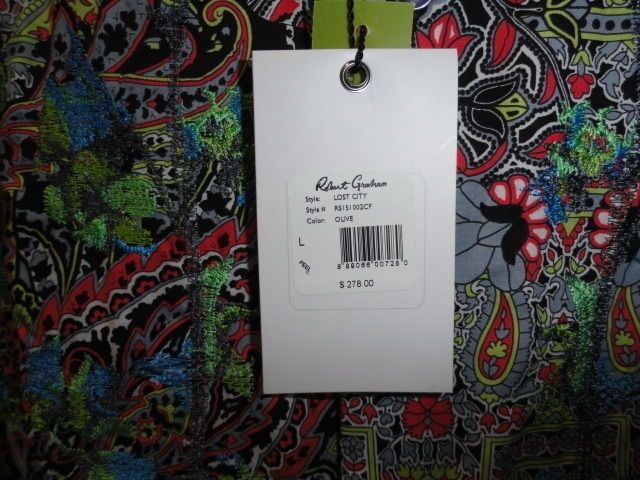 Robert Graham
Style: LOST CITY
Style # RS151002CF
Color: OLIVE
L
PEEL
8 89068 00728 0
$ 278.00